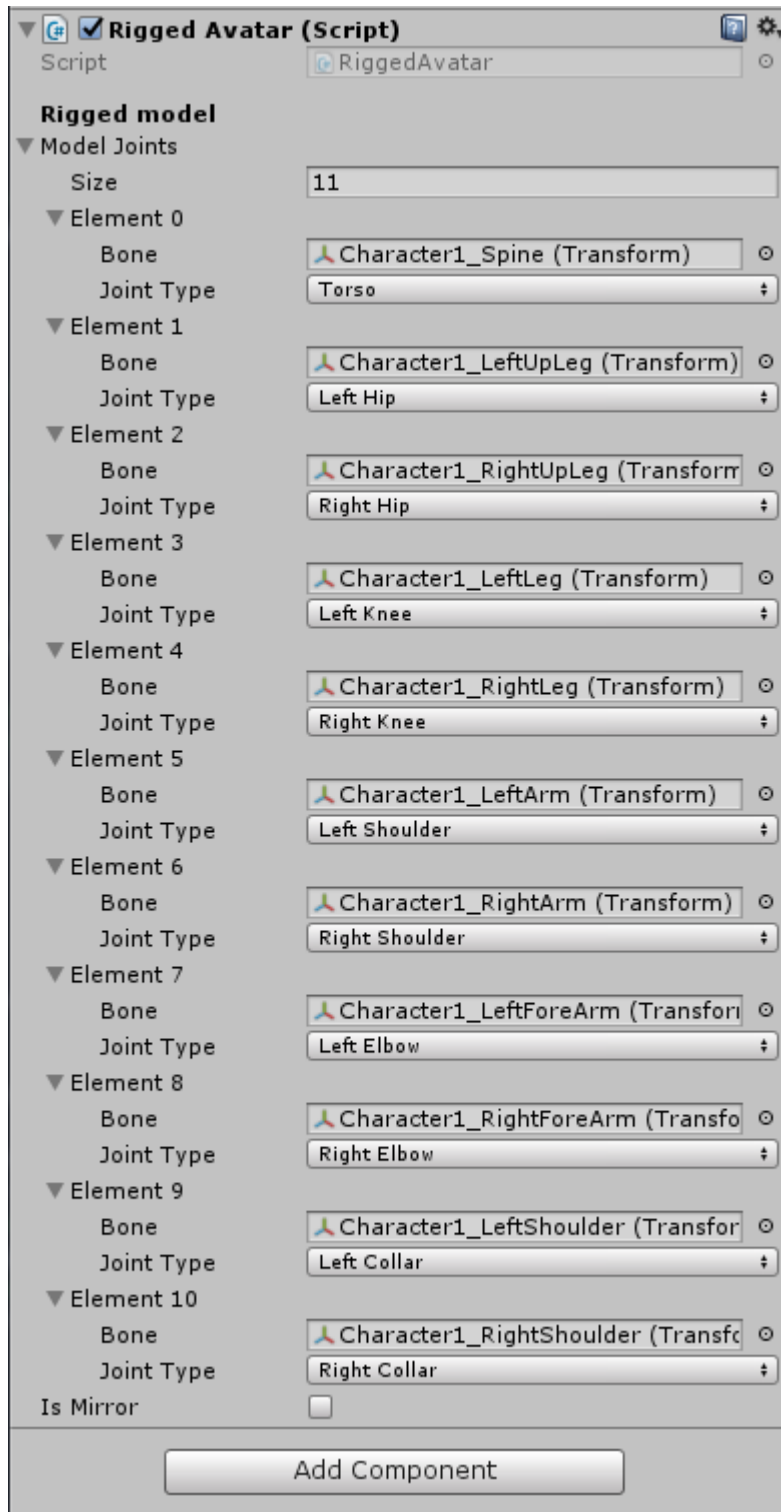 Rigged Avatar (Script)
Script RiggedAvatar
Rigged model
Model Joints
Size 11
Element 0
Bone Character1_Spine (Transform)
Joint Type Torso
Element 1
Bone Character1_LeftUpLeg (Transform)
Joint Type Left Hip
Element 2
Bone Character1_RightUpLeg (Transform
Joint Type Right Hip
Element 3
Bone Character1_LeftLeg (Transform)
Joint Type Left Knee
Element 4
Bone Character1_RightLeg (Transform)
Joint Type Right Knee
Element 5
Bone Character1_LeftArm (Transform)
Joint Type Left Shoulder
Element 6
Bone Character1_RightArm (Transform)
Joint Type Right Shoulder
Element 7
Bone Character1_LeftForeArm (Transfor
Joint Type Left Elbow
Element 8
Bone Character1_RightForeArm (Transfo
Joint Type Right Elbow
Element 9
Bone Character1_LeftShoulder (Transfor
Joint Type Left Collar
Element 10
Bone Character1_RightShoulder (Transf
Joint Type Right Collar
Is Mirror
Add Component